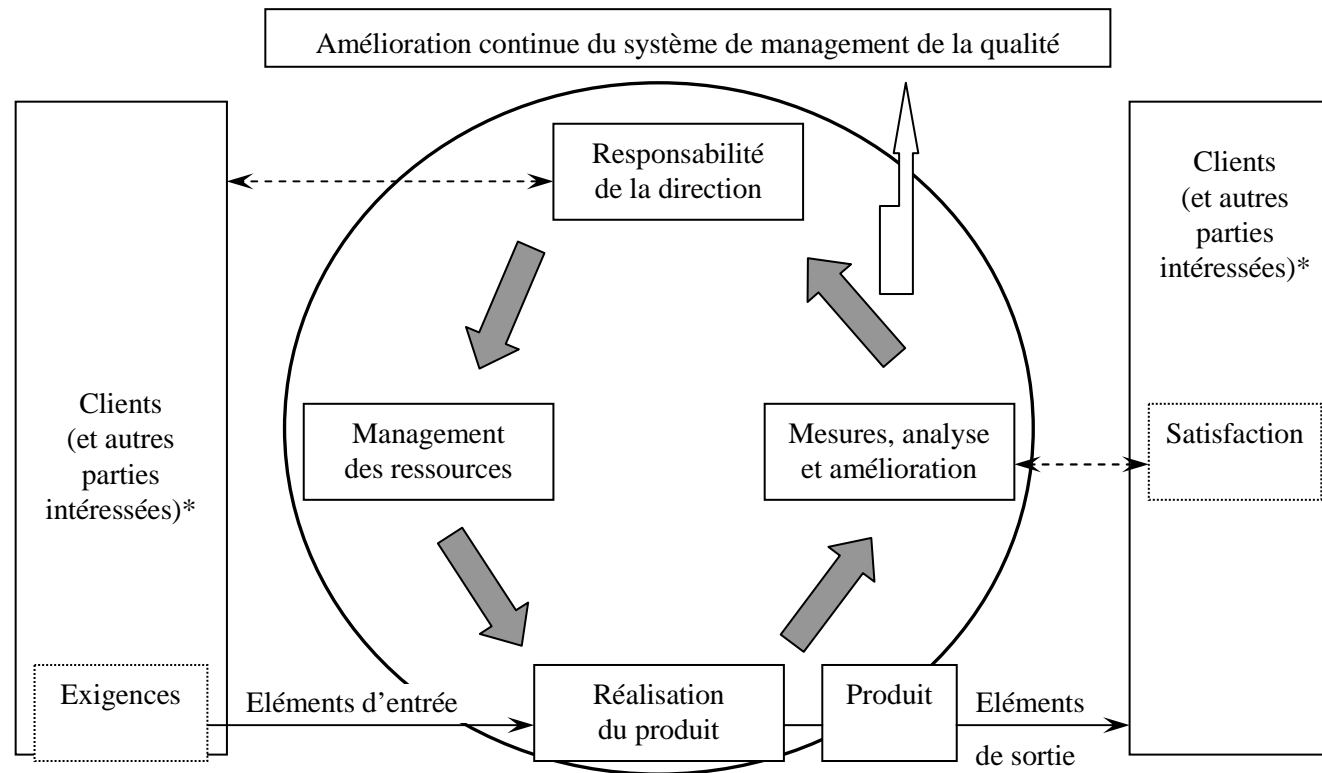 Amélioration continue du système de management de la qualité
Responsabilité
de la direction
Clients
(et autres
parties
intéressées)*
Clients
(et autres
parties
intéressées)*
Management
des ressources
Mesures, analyse
et amélioration
Satisfaction
Exigences
Eléments d’entrée
Réalisation
du produit
Produit
Eléments
de sortie